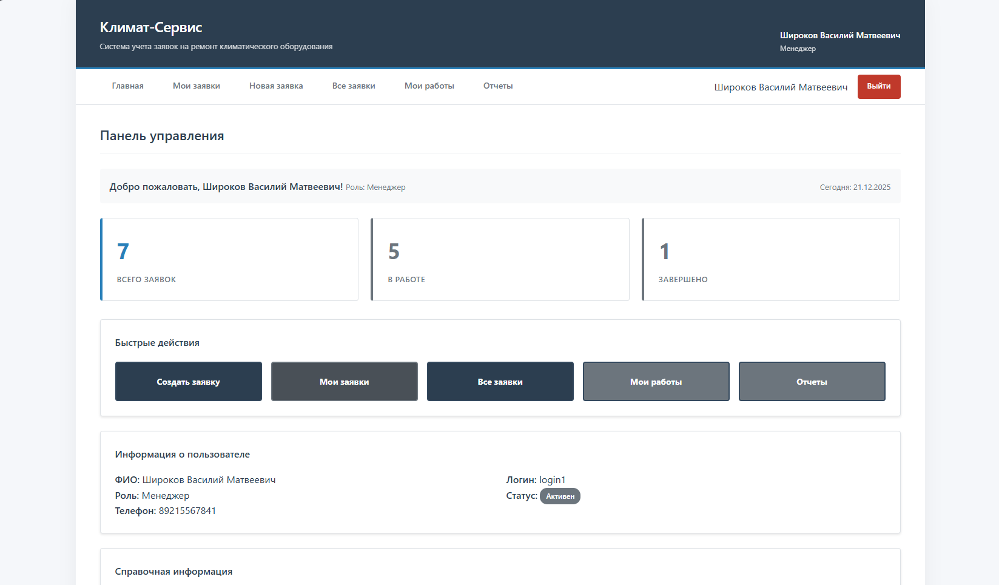 Климат-Сервис
Система учета заявок на ремонт климатического оборудования
Широков Василий Матвеевич
Менеджер
Главная Мои заявки Новая заявка Все заявки Мои работы Отчеты Широков Василий Матвеевич Выйти
Панель управления
Добро пожаловать, Широков Василий Матвеевич! Роль: Менеджер Сегодня: 21.12.2025
7
ВСЕГО ЗАЯВОК
5
В РАБОТЕ
1
ЗАВЕРШЕНО
Быстрые действия
Создать заявку Мои заявки Все заявки Мои работы Отчеты
Информация о пользователе
ФИО: Широков Василий Матвеевич
Роль: Менеджер
Телефон: 89215567841
Логин: login1
Статус: Активен
Справочная информация